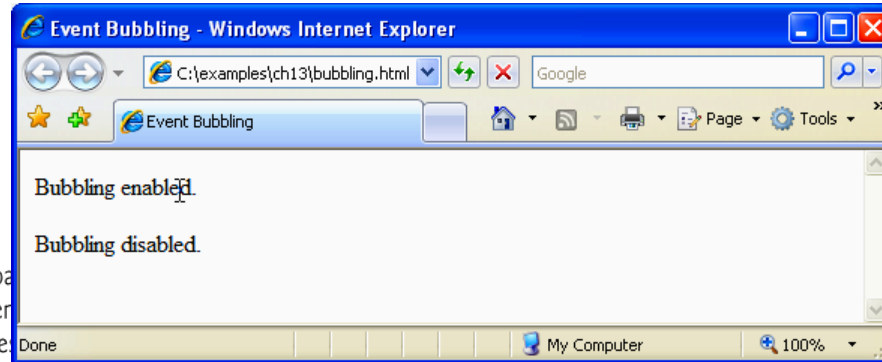 Event Bubbling - Windows Internet Explorer
C:\examples\ch13\bubbling.html
Google
Event Bubbling
Page
Tools
»
Bubbling enabled.
Bubbling disabled.
Done
My Computer
100%